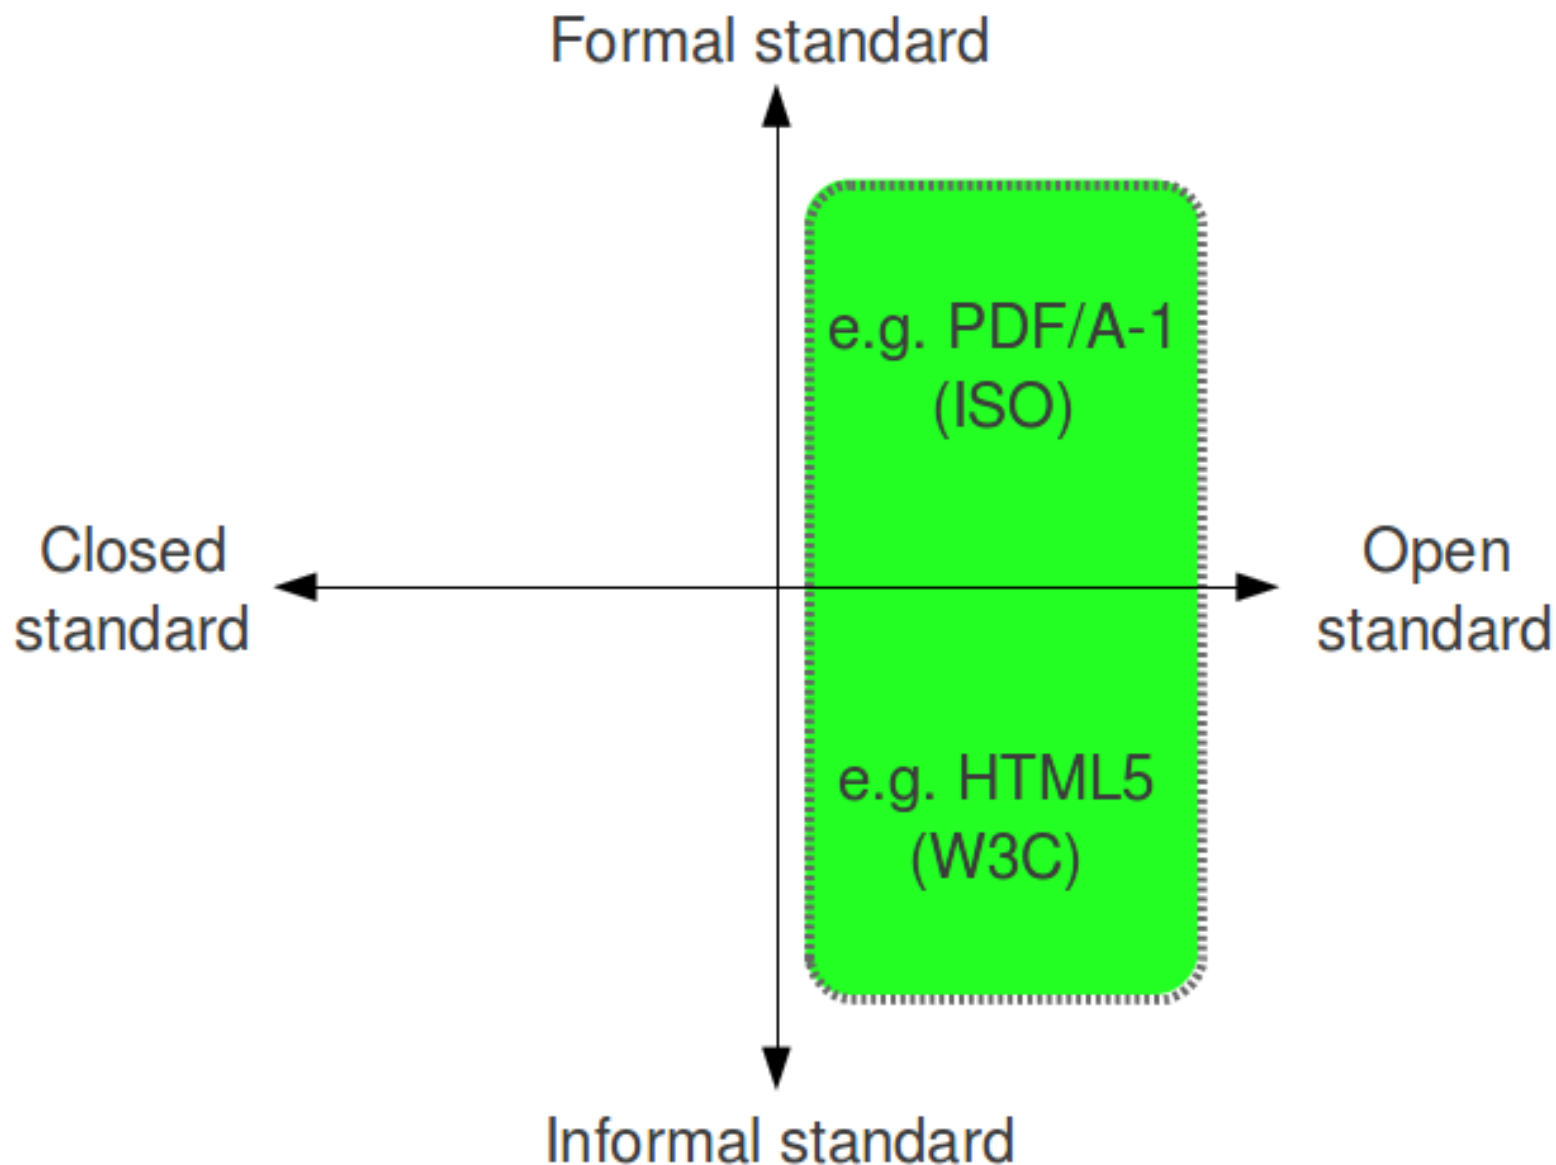 Formal standard
e.g. PDF/A-1
(ISO)
Closed
standard
Open
standard
e.g. HTML5
(W3C)
Informal standard